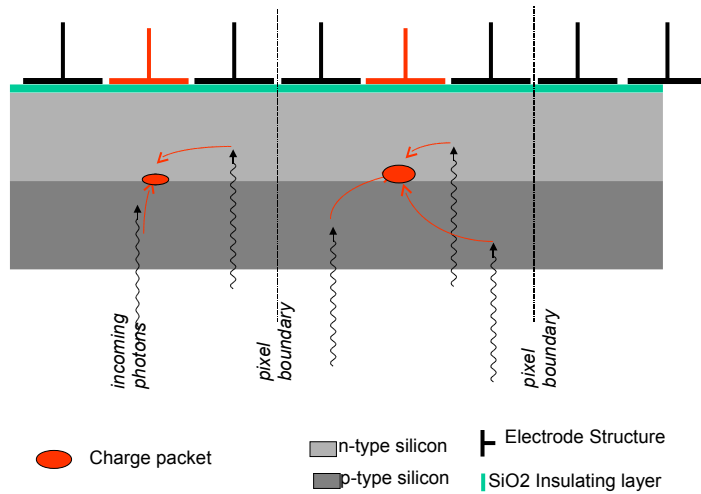 incoming
photons
pixel
boundary
pixel
boundary
Charge packet
n-type silicon
p-type silicon
Electrode Structure
SiO2 Insulating layer